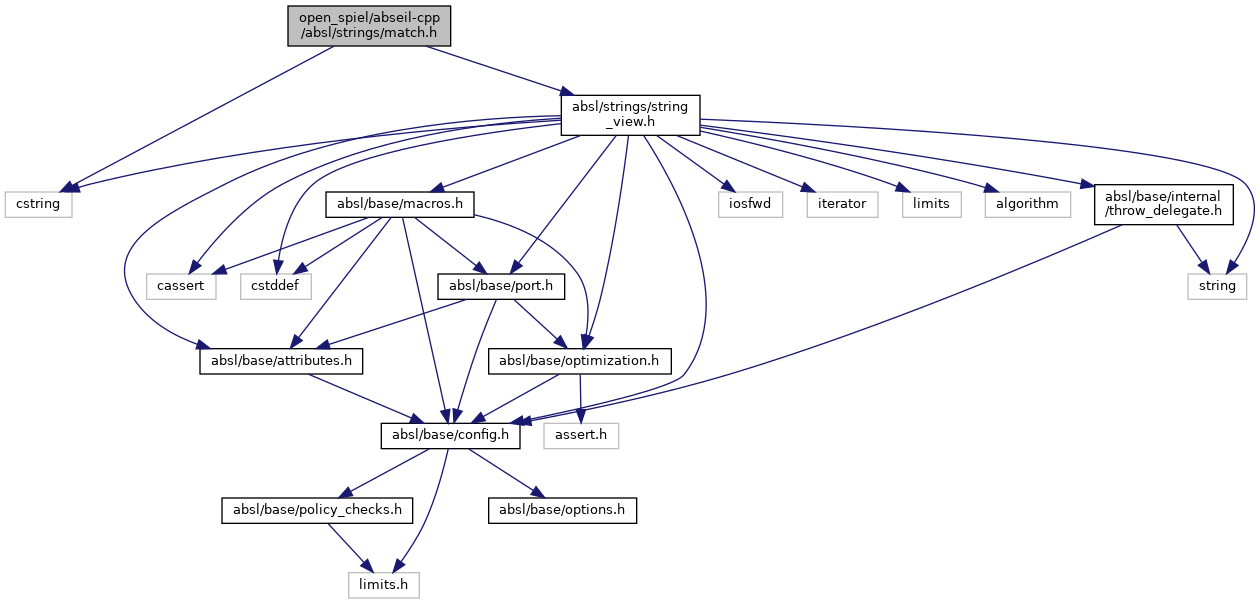 open_spiel/abseil-cpp
/absl/strings/match.h
absl/strings/string
_view.h
cstring
absl/base/macros.h
iosfwd
iterator
limits
algorithm
absl/base/internal
/throw_delegate.h
cassert
cstddef
absl/base/port.h
string
absl/base/attributes.h
absl/base/optimization.h
absl/base/config.h
assert.h
absl/base/policy_checks.h
absl/base/options.h
limits.h